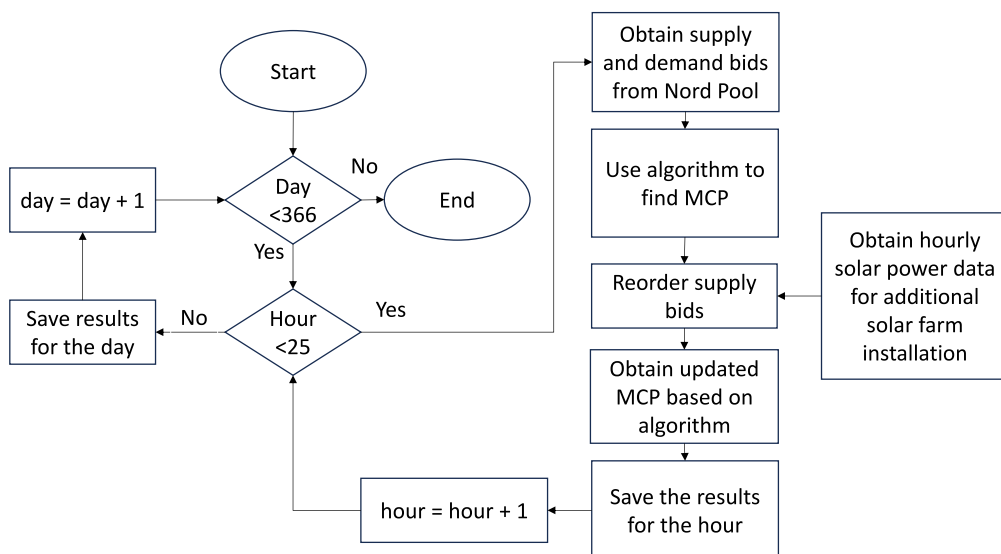 Start
Day
<366
No
End
Yes
day = day + 1
Hour
<25
No
Yes
Save results
for the day
Obtain supply
and demand bids
from Nord Pool
Use algorithm to
find MCP
Reorder supply
bids
Obtain hourly
solar power data
for additional
solar farm
installation
Obtain updated
MCP based on
algorithm
Save the results
for the hour
hour = hour + 1